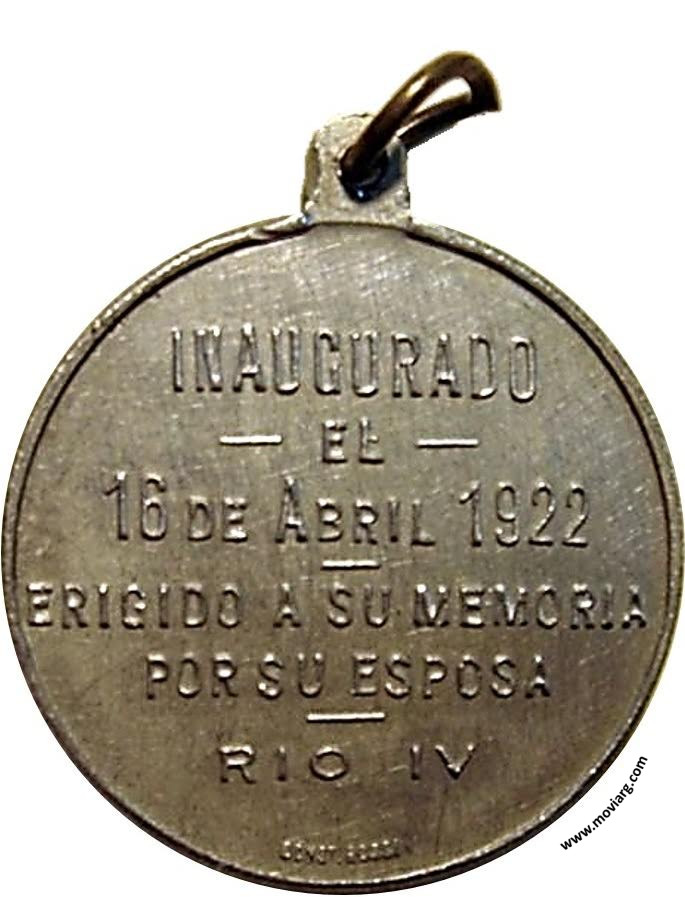 INAUGURADO
— EL —
16 DE ABRIL 1922
ERIGIDO A SU MEMORIA
POR SU ESPOSA
RIO IV
www.moviarg.com